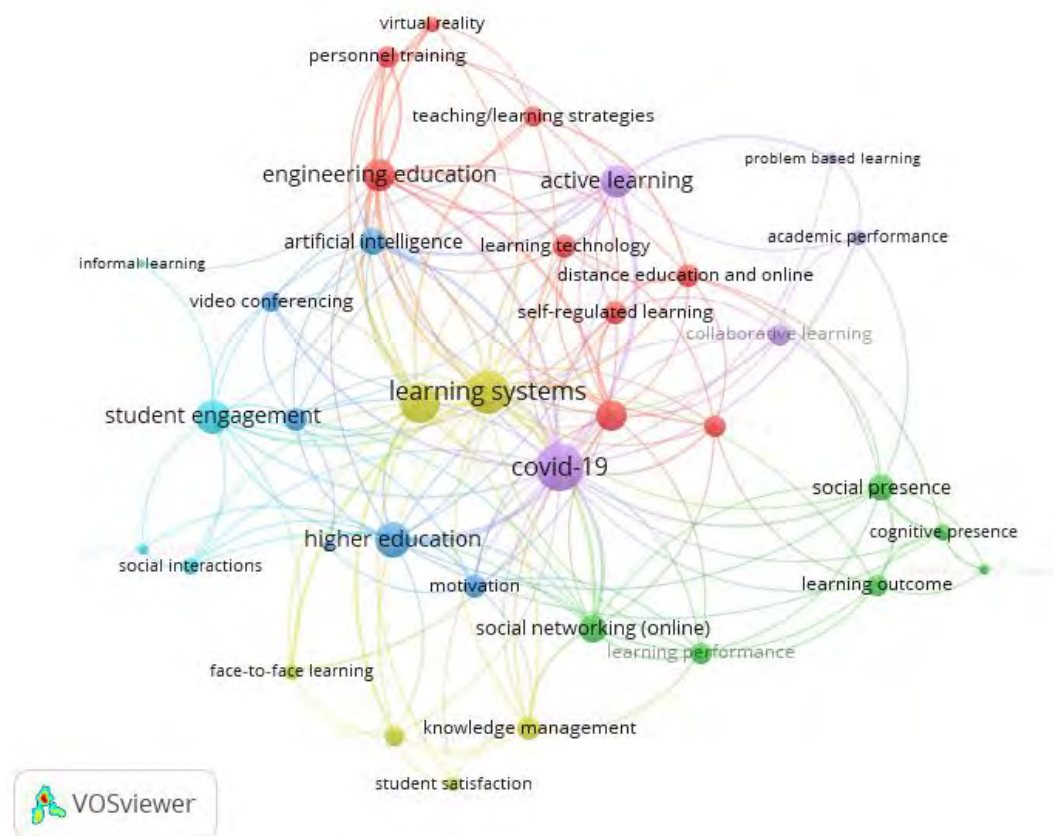 virtual reality
personnel training
teaching/learning strategies
problem based learning
engineering education
active learning
academic performance
artificial intelligence
learning technology
informal learning
distance education and online
video conferencing
self-regulated learning
collaborative learning
learning systems
student engagement
covid-19
social presence
cognitive presence
higher education
social interactions
motivation
learning outcome
social networking (online)
learning performance
face-to-face learning
knowledge management
student satisfaction
VOSviewer